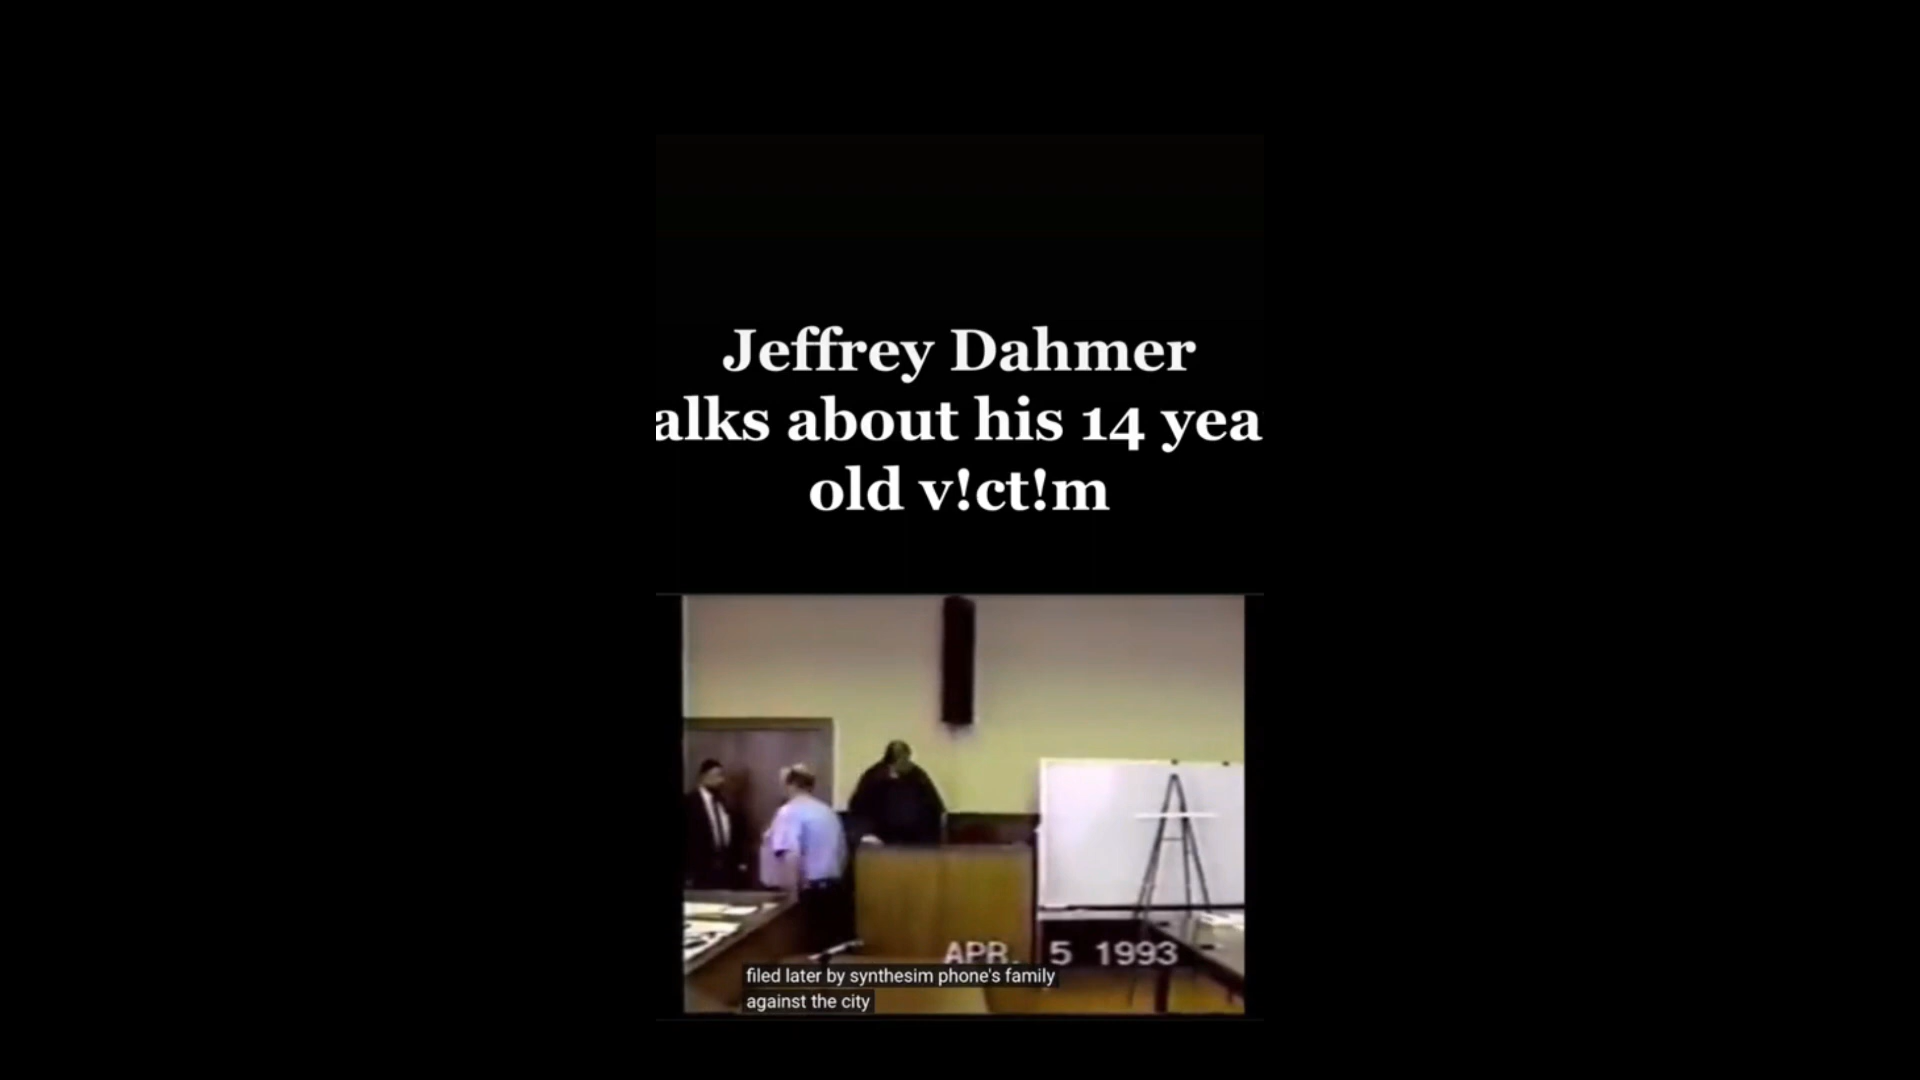 Jeffrey Dahmer
alks about his 14 yea
old v!ct!m
APR. 5 1993
filed later by synthesim phone's family
against the city